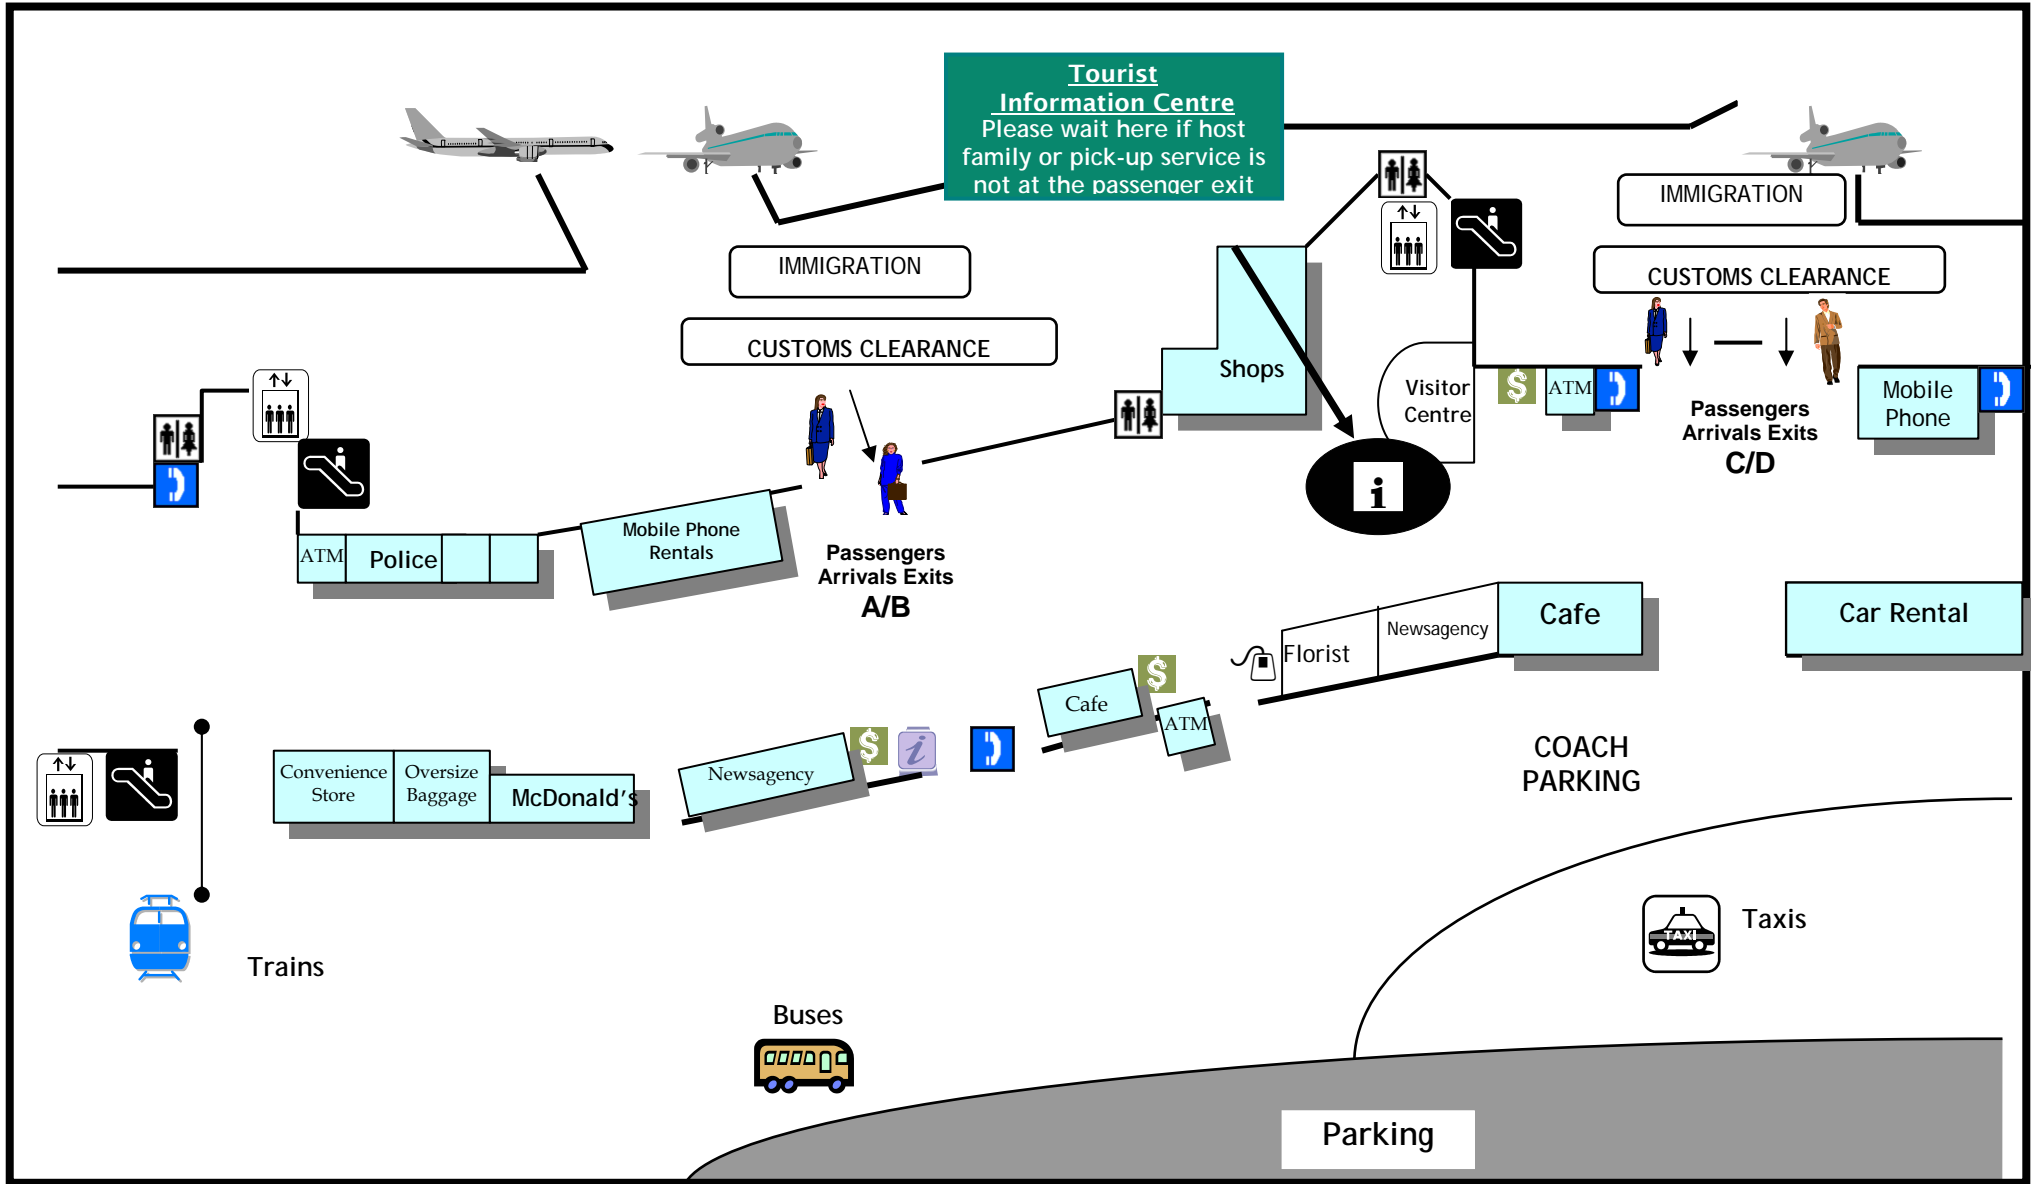 Tourist
Information Centre
Please wait here if host
family or pick-up service is
not at the passenger exit
IMMIGRATION
CUSTOMS CLEARANCE
IMMIGRATION
CUSTOMS CLEARANCE
Shops
Visitor
Centre
$
ATM
Passengers
Arrivals Exits
C/D
Mobile
Phone
i
ATM
Police
Mobile Phone
Rentals
Passengers
Arrivals Exits
A/B
Florist
Newsagency
Cafe
Car Rental
Convenience
Store
Oversize
Baggage
McDonald's
Newsagency
$
i
Cafe
$
ATM
COACH
PARKING
Trains
Buses
TAXI
Taxis
Parking